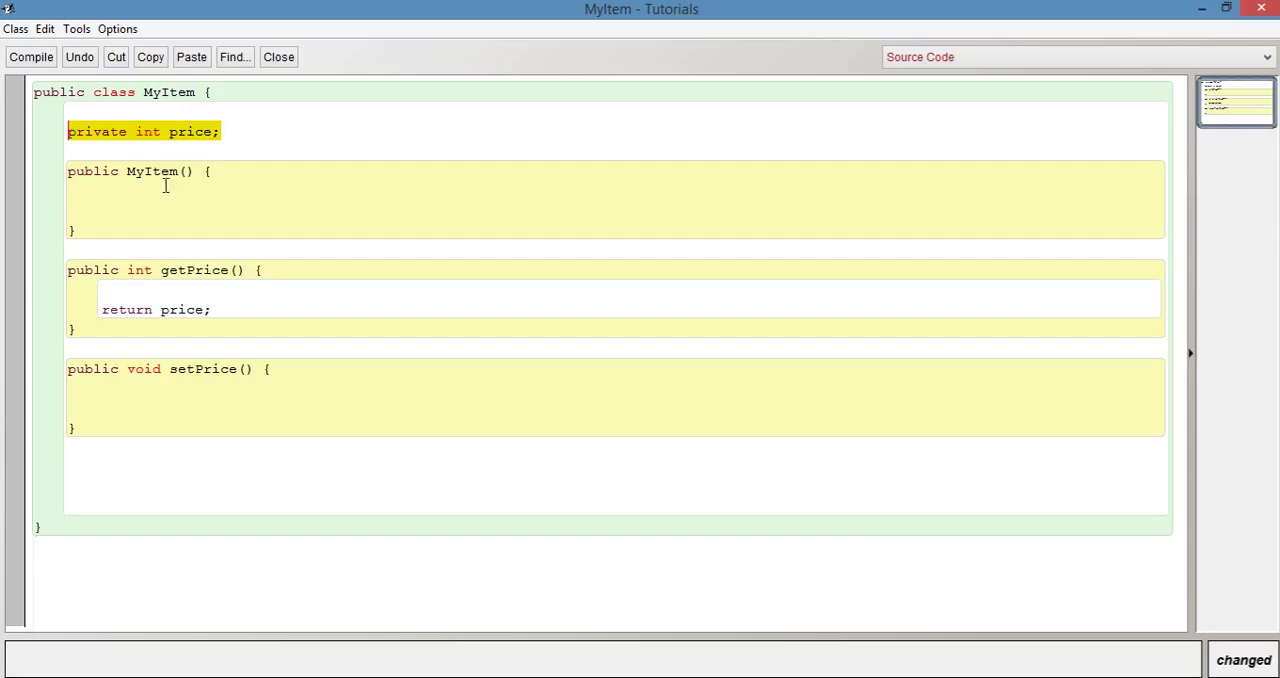 MyItem - Tutorials
Class Edit Tools Options
Compile Undo Cut Copy Paste Find... Close Source Code
public class MyItem {
private int price;
public MyItem() {
}
public int getPrice() {
return price;
}
public void setPrice() {
}
}
changed